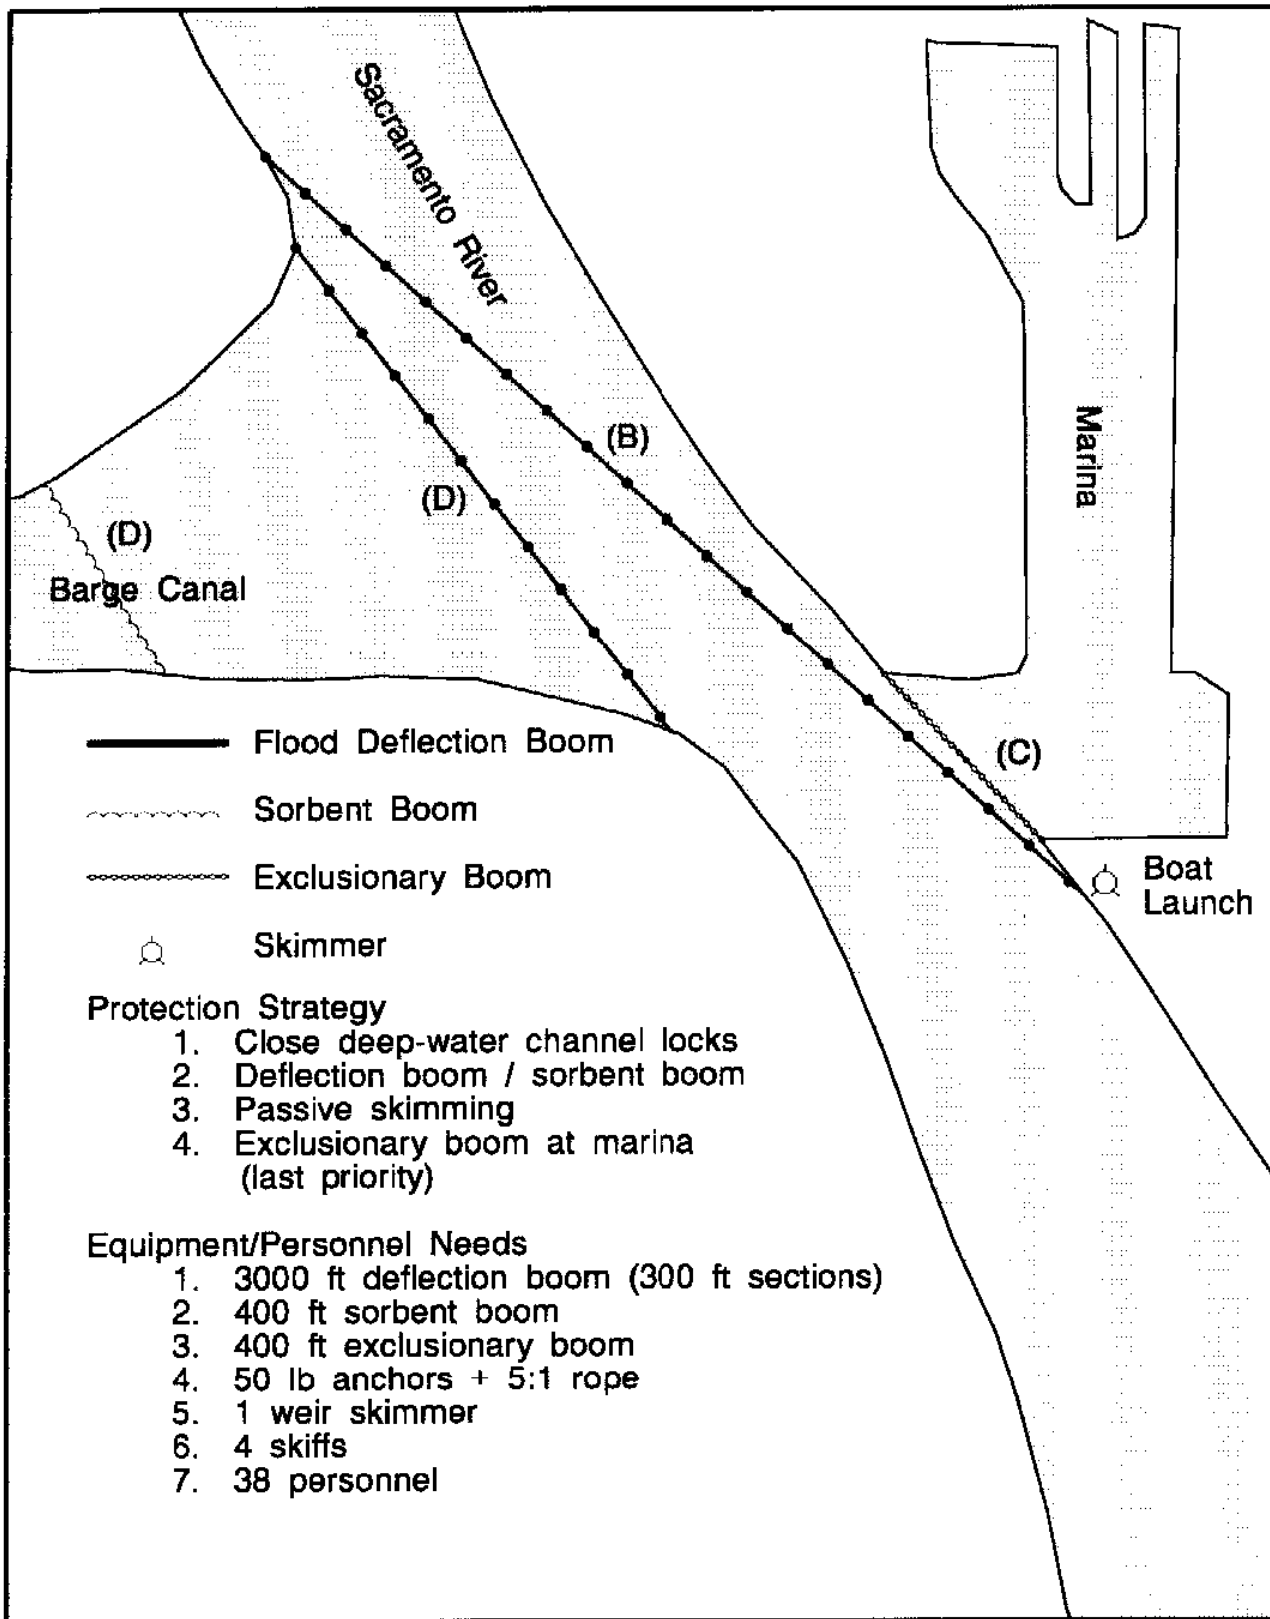 Sacramento River
Marina
(B)
(D)
(D)
Barge Canal
(C)
Boat
Launch
Flood Deflection Boom
Sorbent Boom
Exclusionary Boom
Skimmer
Protection Strategy
1. Close deep-water channel locks
2. Deflection boom / sorbent boom
3. Passive skimming
4. Exclusionary boom at marina
(last priority)
Equipment/Personnel Needs
1. 3000 ft deflection boom (300 ft sections)
2. 400 ft sorbent boom
3. 400 ft exclusionary boom
4. 50 lb anchors + 5:1 rope
5. 1 weir skimmer
6. 4 skiffs
7. 38 personnel